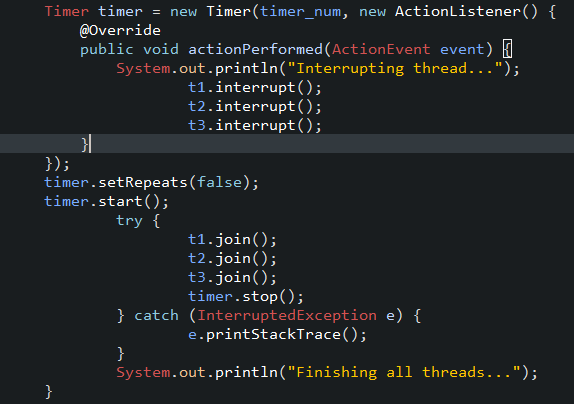 Timer timer = new Timer(timer_num, new ActionListener() {
    @Override
    public void actionPerformed(ActionEvent event) {
        System.out.println("Interrupting thread...");
                t1.interrupt();
                t2.interrupt();
                t3.interrupt();
    }
});
timer.setRepeats(false);
timer.start();
        try {
                t1.join();
                t2.join();
                t3.join();
                timer.stop();
        } catch (InterruptedException e) {
                e.printStackTrace();
        }
        System.out.println("Finishing all threads...");
}